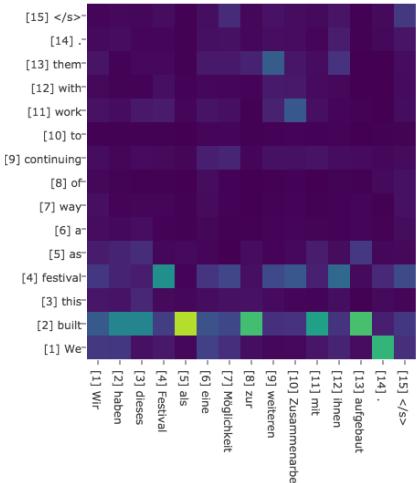 [15] </s>
[14] .
[13] them
[12] with
[11] work
[10] to
[9] continuing
[8] of
[7] way
[6] a
[5] as
[4] festival
[3] this
[2] built
[1] We
[1] Wir
[2] haben
[3] dieses
[4] Festival
[5] als
[6] eine
[7] Möglichkeit
[8] zur
[9] weiteren
[10] Zusammenarbe
[11] mit
[12] ihnen
[13] aufgebaut
[14] .
[15] </s>